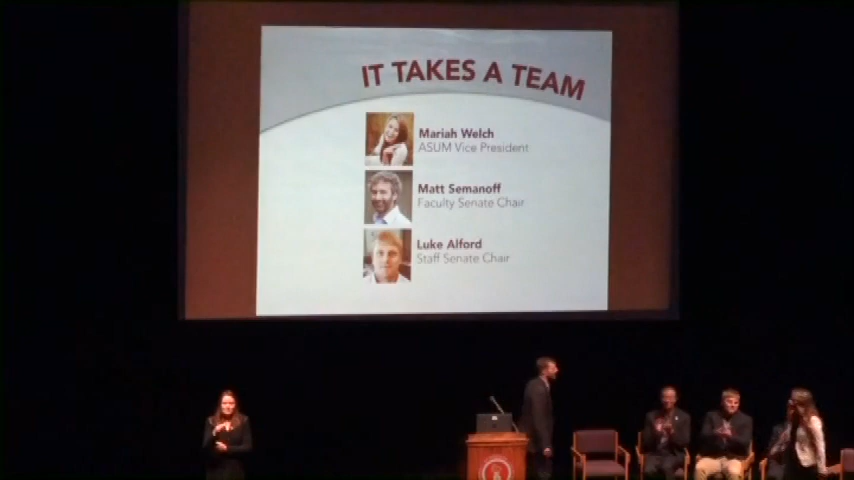 IT TAKES A TEAM
Mariah Welch
ASUM Vice President
Matt Semanoff
Faculty Senate Chair
Luke Alford
Staff Senate Chair